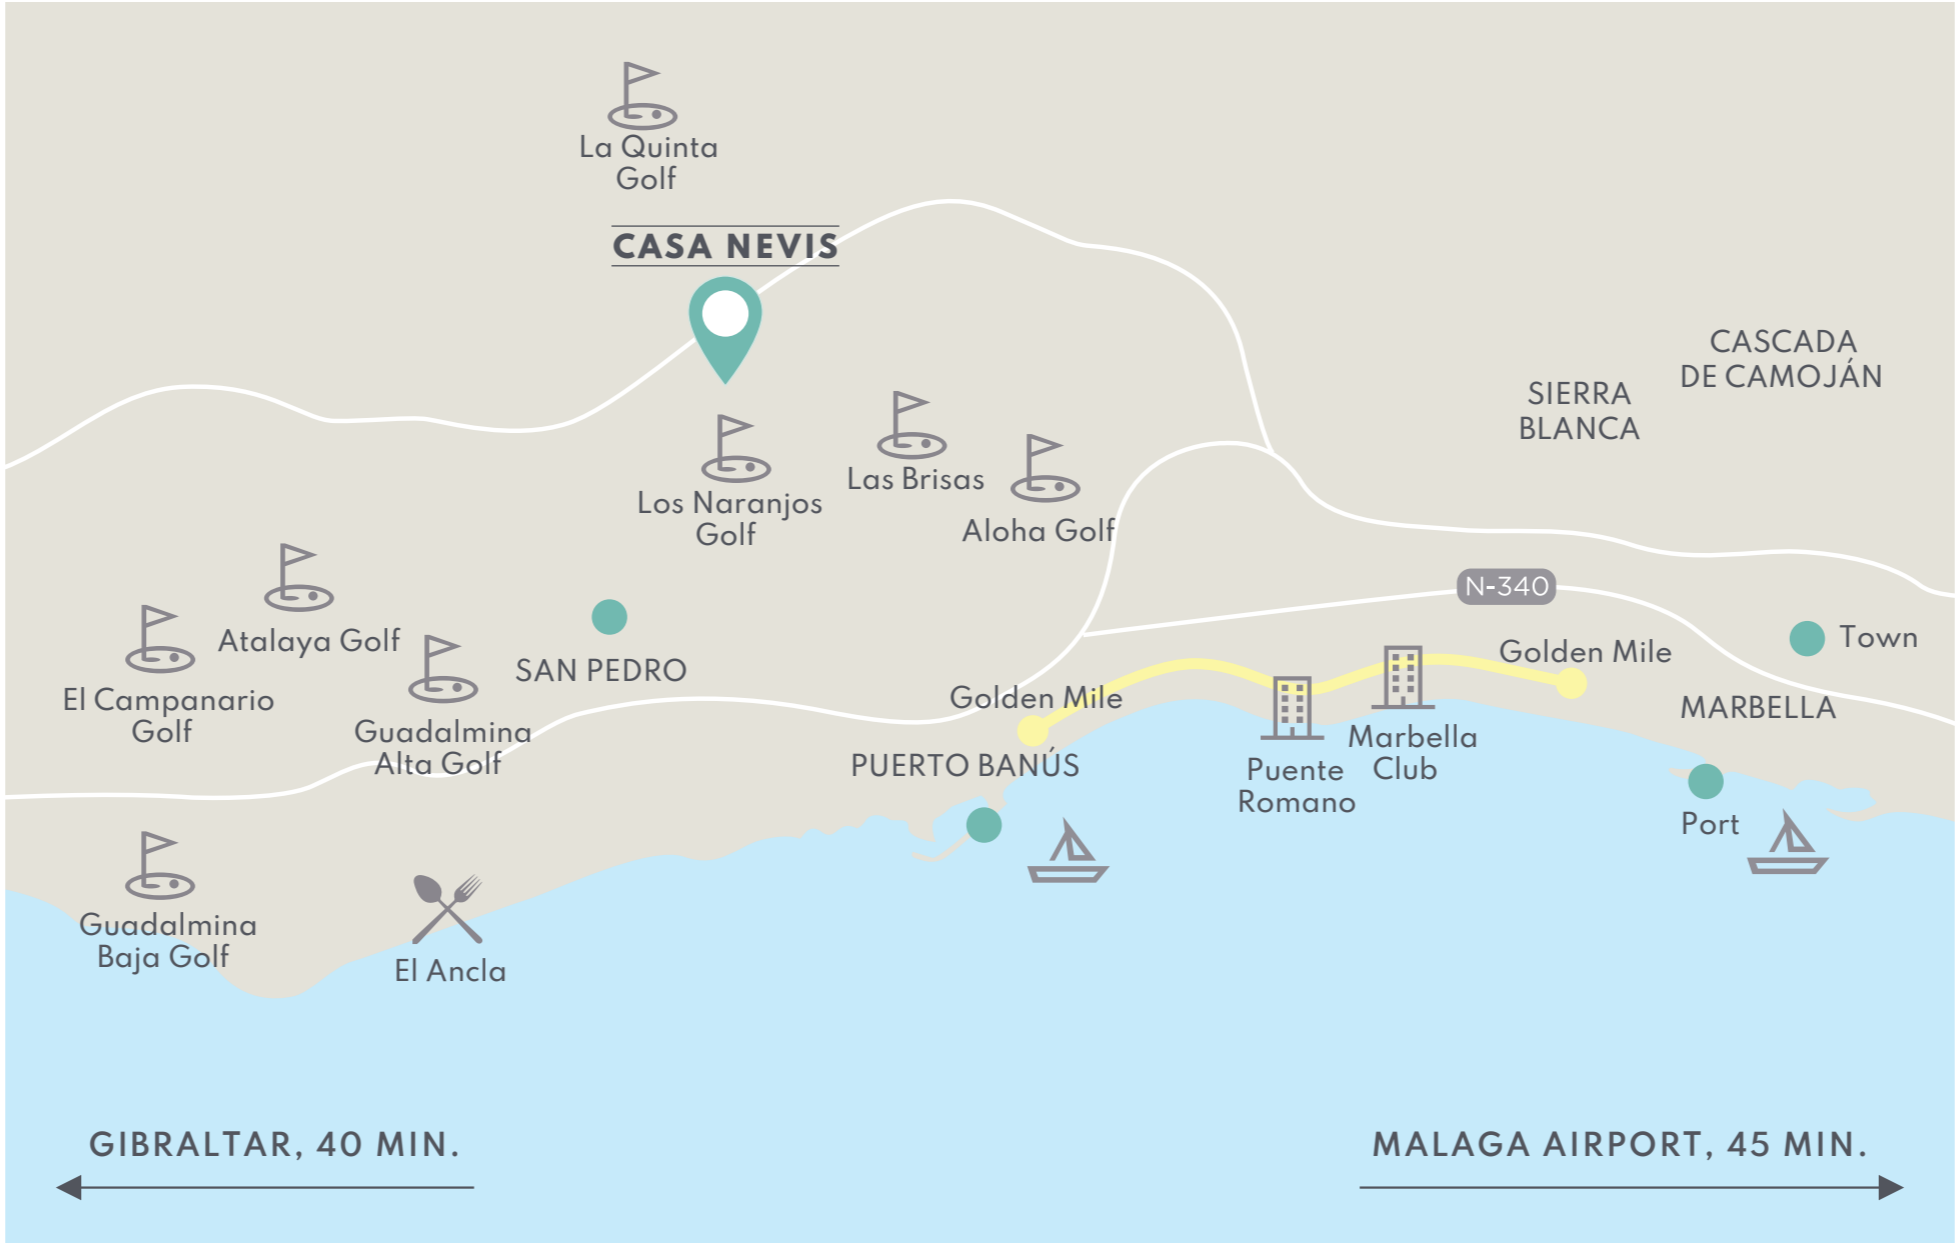 La Quinta
Golf
CASA NEVIS
CASCADA
DE CAMOJÁN
SIERRA
BLANCA
Las Brisas
Los Naranjos
Golf
Aloha Golf
N-340
Atalaya Golf
SAN PEDRO
Golden Mile
Town
El Campanario
Golf
Golden Mile
MARBELLA
Guadalmina
Alta Golf
PUERTO BANÚS
Marbella
Club
Puente
Romano
Port
Guadalmina
Baja Golf
El Ancla
GIBRALTAR, 40 MIN.
MALAGA AIRPORT, 45 MIN.